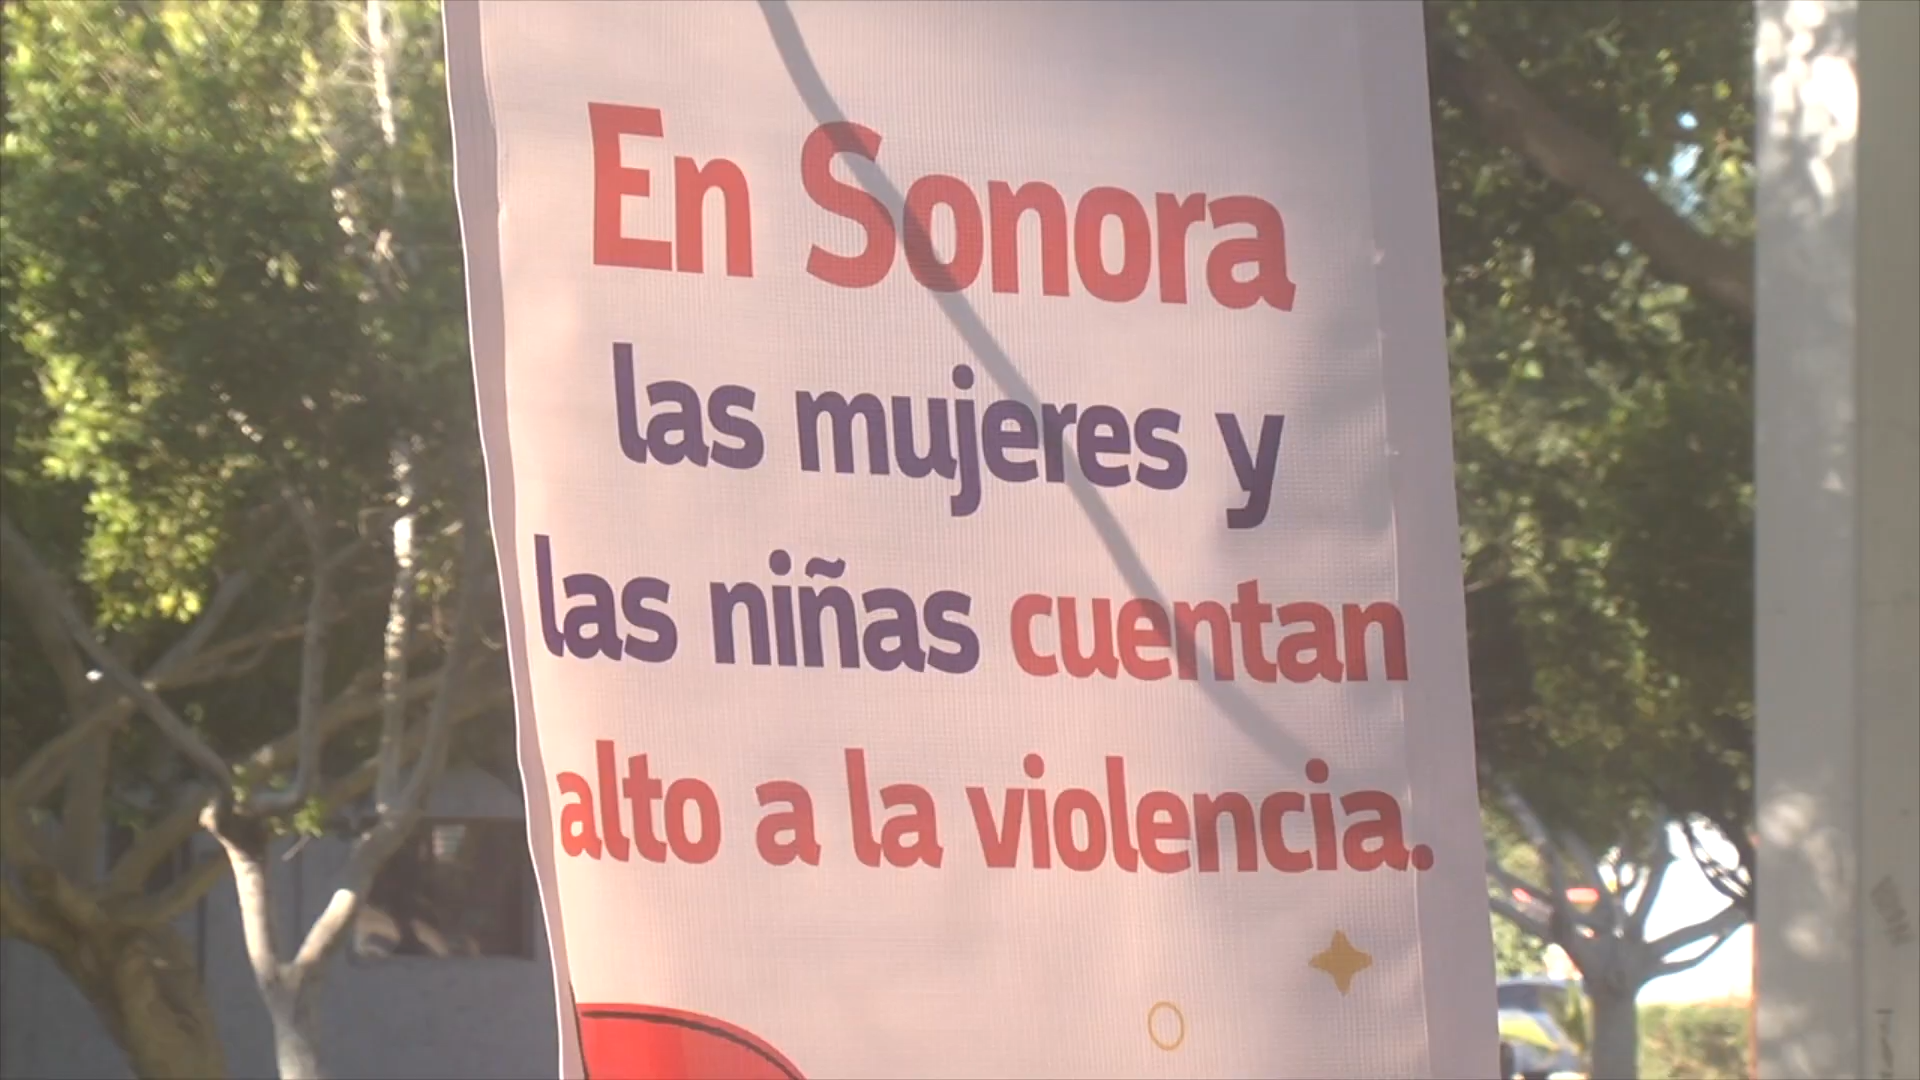 En Sonora
las mujeres y
las niñas cuentan
alto a la violencia.